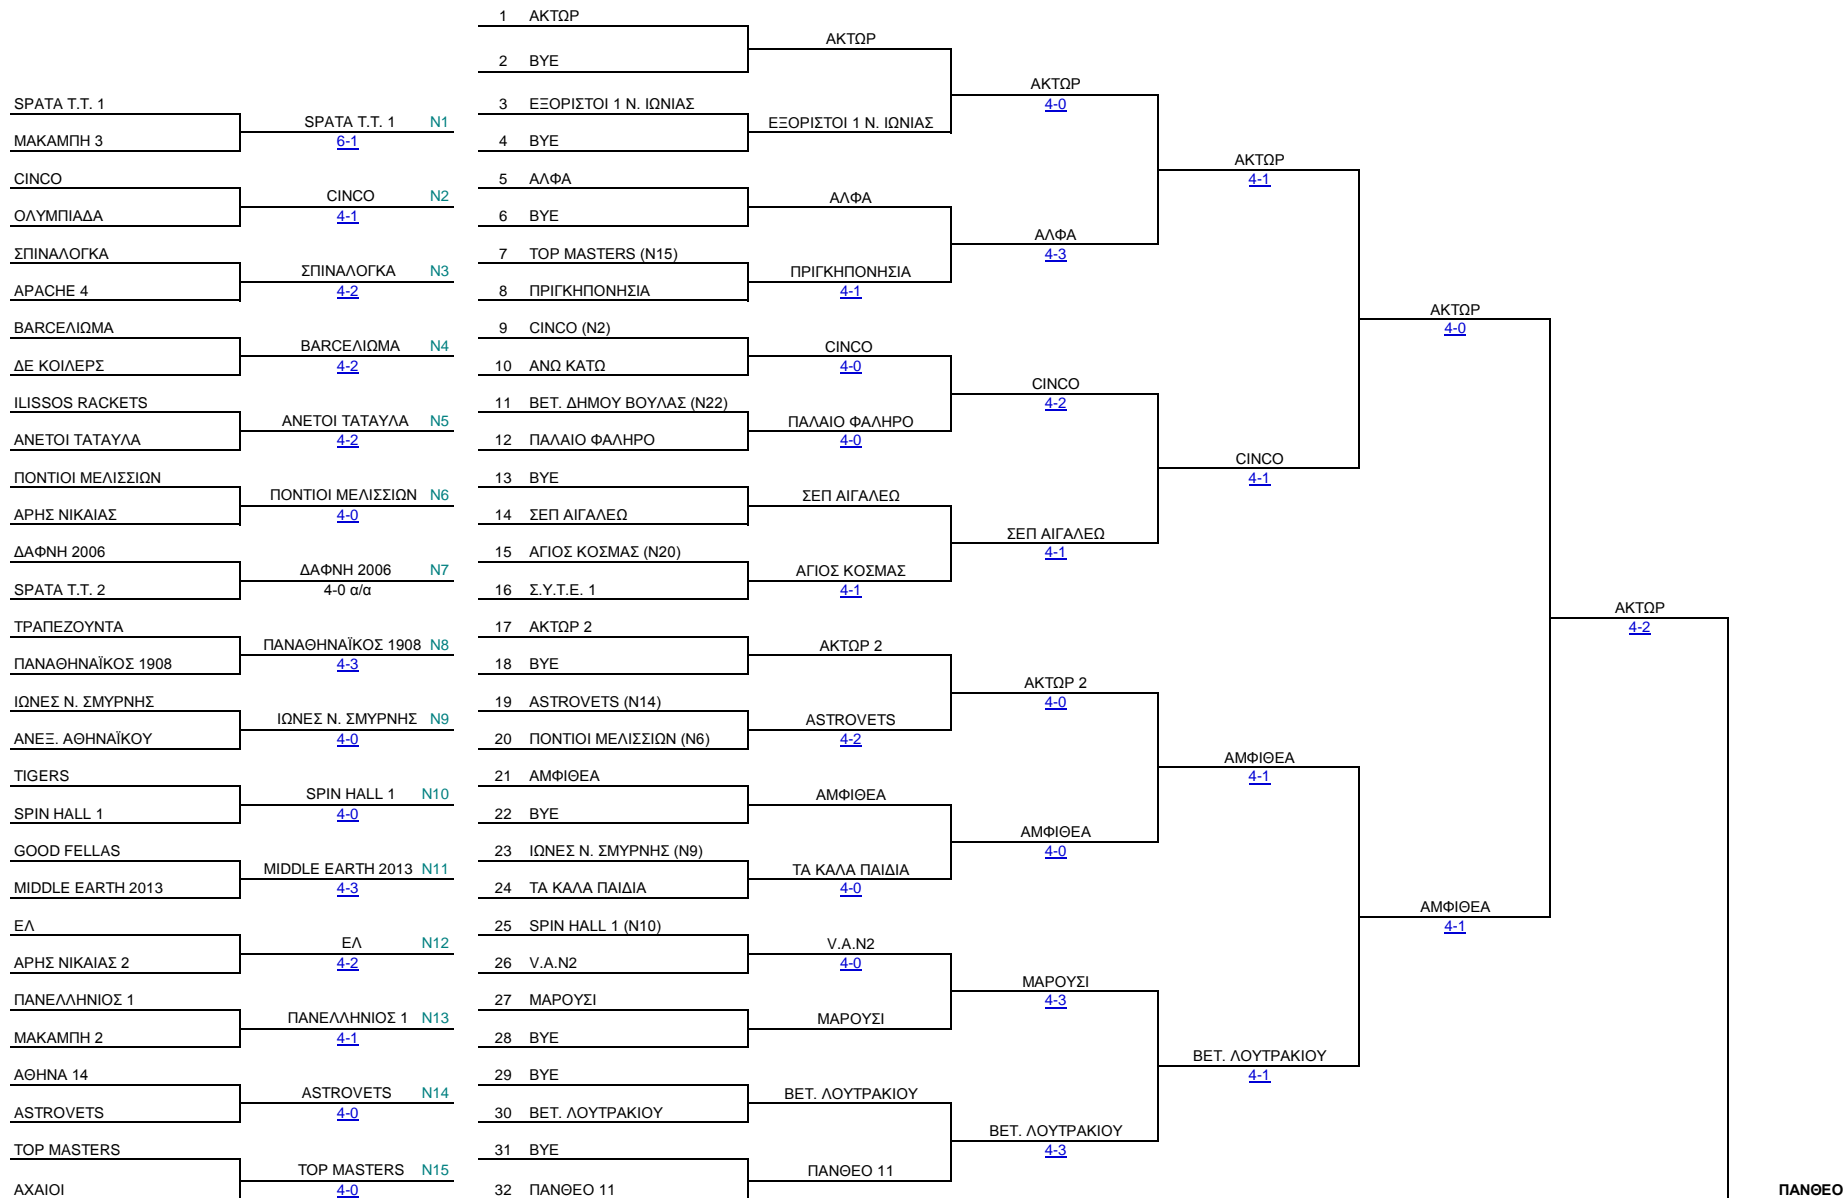 1 ΑΚΤΩΡ
ΑΚΤΩΡ
2 BYE
ΑΚΤΩΡ
4-0
SPATA T.T. 1
3 ΕΞΟΡΙΣΤΟΙ 1 Ν. ΙΩΝΙΑΣ
SPATA T.T. 1 N1
6-1
ΕΞΟΡΙΣΤΟΙ 1 Ν. ΙΩΝΙΑΣ
ΜΑΚΑΜΠΗ 3
4 BYE
ΑΚΤΩΡ
4-1
CINCO
5 ΑΛΦΑ
CINCO N2
4-1
ΑΛΦΑ
ΟΛΥΜΠΙΑΔΑ
6 BYE
ΑΛΦΑ
4-3
ΣΠΙΝΑΛΟΓΚΑ
7 TOP MASTERS (N15)
ΣΠΙΝΑΛΟΓΚΑ N3
4-2
ΠΡΙΓΚΗΠΟΝΗΣΙΑ
4-1
APACHE 4
8 ΠΡΙΓΚΗΠΟΝΗΣΙΑ
ΑΚΤΩΡ
4-0
BARCEΛΙΩΜΑ
9 CINCO (N2)
BARCEΛΙΩΜΑ N4
4-2
CINCO
4-0
ΔΕ ΚΟΙΛΕΡΣ
10 ΑΝΩ ΚΑΤΩ
CINCO
4-2
ILISSOS RACKETS
11 ΒΕΤ. ΔΗΜΟΥ ΒΟΥΛΑΣ (N22)
ΑΝΕΤΟΙ ΤΑΤΑΥΛΑ N5
4-2
ΠΑΛΑΙΟ ΦΑΛΗΡΟ
4-0
ΑΝΕΤΟΙ ΤΑΤΑΥΛΑ
12 ΠΑΛΑΙΟ ΦΑΛΗΡΟ
CINCO
4-1
ΠΟΝΤΙΟΙ ΜΕΛΙΣΣΙΩΝ
13 BYE
ΠΟΝΤΙΟΙ ΜΕΛΙΣΣΙΩΝ N6
4-0
ΣΕΠ ΑΙΓΑΛΕΩ
ΑΡΗΣ ΝΙΚΑΙΑΣ
14 ΣΕΠ ΑΙΓΑΛΕΩ
ΣΕΠ ΑΙΓΑΛΕΩ
4-1
ΔΑΦΝΗ 2006
15 ΑΓΙΟΣ ΚΟΣΜΑΣ (N20)
ΔΑΦΝΗ 2006 N7
4-0 α/α
ΑΓΙΟΣ ΚΟΣΜΑΣ
4-1
SPATA T.T. 2
16 Σ.Υ.Τ.Ε. 1
ΑΚΤΩΡ
4-2
ΤΡΑΠΕΖΟΥΝΤΑ
17 ΑΚΤΩΡ 2
ΠΑΝΑΘΗΝΑΪΚΟΣ 1908 N8
4-3
ΑΚΤΩΡ 2
ΠΑΝΑΘΗΝΑΪΚΟΣ 1908
18 BYE
ΑΚΤΩΡ 2
4-0
ΙΩΝΕΣ Ν. ΣΜΥΡΝΗΣ
19 ASTROVETS (N14)
ΙΩΝΕΣ Ν. ΣΜΥΡΝΗΣ N9
4-0
ASTROVETS
4-2
ΑΝΕΞ. ΑΘΗΝΑΪΚΟΥ
20 ΠΟΝΤΙΟΙ ΜΕΛΙΣΣΙΩΝ (N6)
ΑΜΦΙΘΕΑ
4-1
TIGERS
21 ΑΜΦΙΘΕΑ
SPIN HALL 1 N10
4-0
ΑΜΦΙΘΕΑ
SPIN HALL 1
22 BYE
ΑΜΦΙΘΕΑ
4-0
GOOD FELLAS
23 ΙΩΝΕΣ Ν. ΣΜΥΡΝΗΣ (N9)
MIDDLE EARTH 2013 N11
4-3
ΤΑ ΚΑΛΑ ΠΑΙΔΙΑ
4-0
MIDDLE EARTH 2013
24 ΤΑ ΚΑΛΑ ΠΑΙΔΙΑ
ΑΜΦΙΘΕΑ
4-1
ΕΛ
25 SPIN HALL 1 (N10)
ΕΛ N12
4-2
V.A.N2
4-0
ΑΡΗΣ ΝΙΚΑΙΑΣ 2
26 V.A.N2
ΜΑΡΟΥΣΙ
4-3
ΠΑΝΕΛΛΗΝΙΟΣ 1
27 ΜΑΡΟΥΣΙ
ΠΑΝΕΛΛΗΝΙΟΣ 1 N13
4-1
ΜΑΡΟΥΣΙ
ΜΑΚΑΜΠΗ 2
28 BYE
ΒΕΤ. ΛΟΥΤΡΑΚΙΟΥ
4-1
ΑΘΗΝΑ 14
29 BYE
ASTROVETS N14
4-0
ΒΕΤ. ΛΟΥΤΡΑΚΙΟΥ
ASTROVETS
30 ΒΕΤ. ΛΟΥΤΡΑΚΙΟΥ
ΒΕΤ. ΛΟΥΤΡΑΚΙΟΥ
4-3
TOP MASTERS
31 BYE
TOP MASTERS N15
4-0
ΠΑΝΘΕΟ 11
ΑΧΑΙΟΙ
32 ΠΑΝΘΕΟ 11
ΠΑΝΘΕΟ